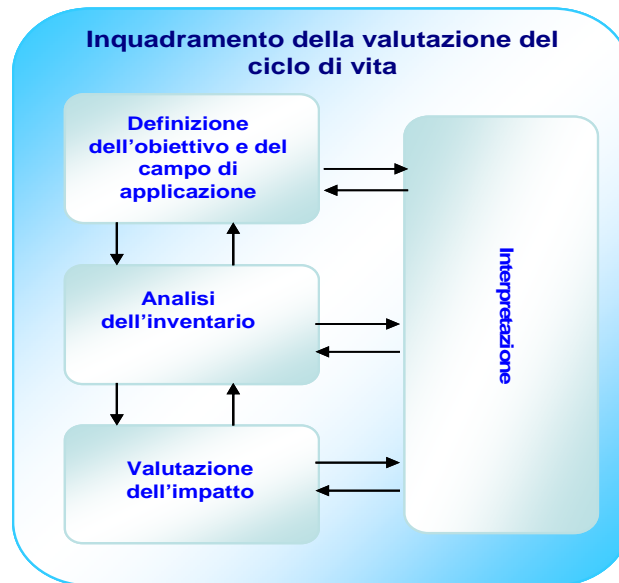 Inquadramento della valutazione del
ciclo di vita
Definizione
dell'obiettivo e del
campo di
applicazione
Analisi
dell'inventario
Valutazione
dell'impatto
Interpretazione